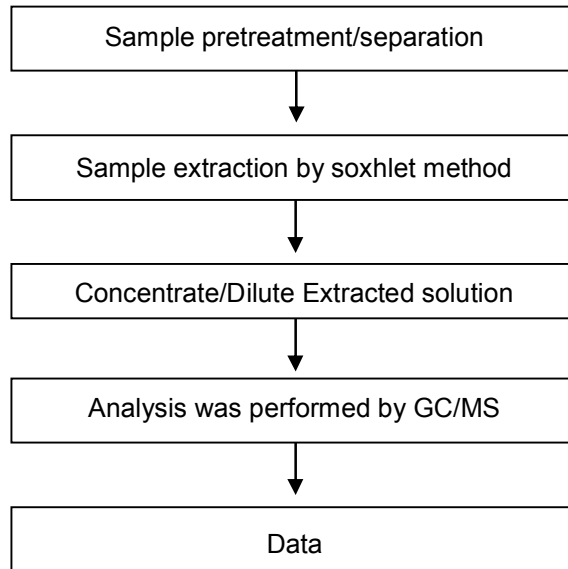 Sample pretreatment/separation
Sample extraction by soxhlet method
Concentrate/Dilute Extracted solution
Analysis was performed by GC/MS
Data